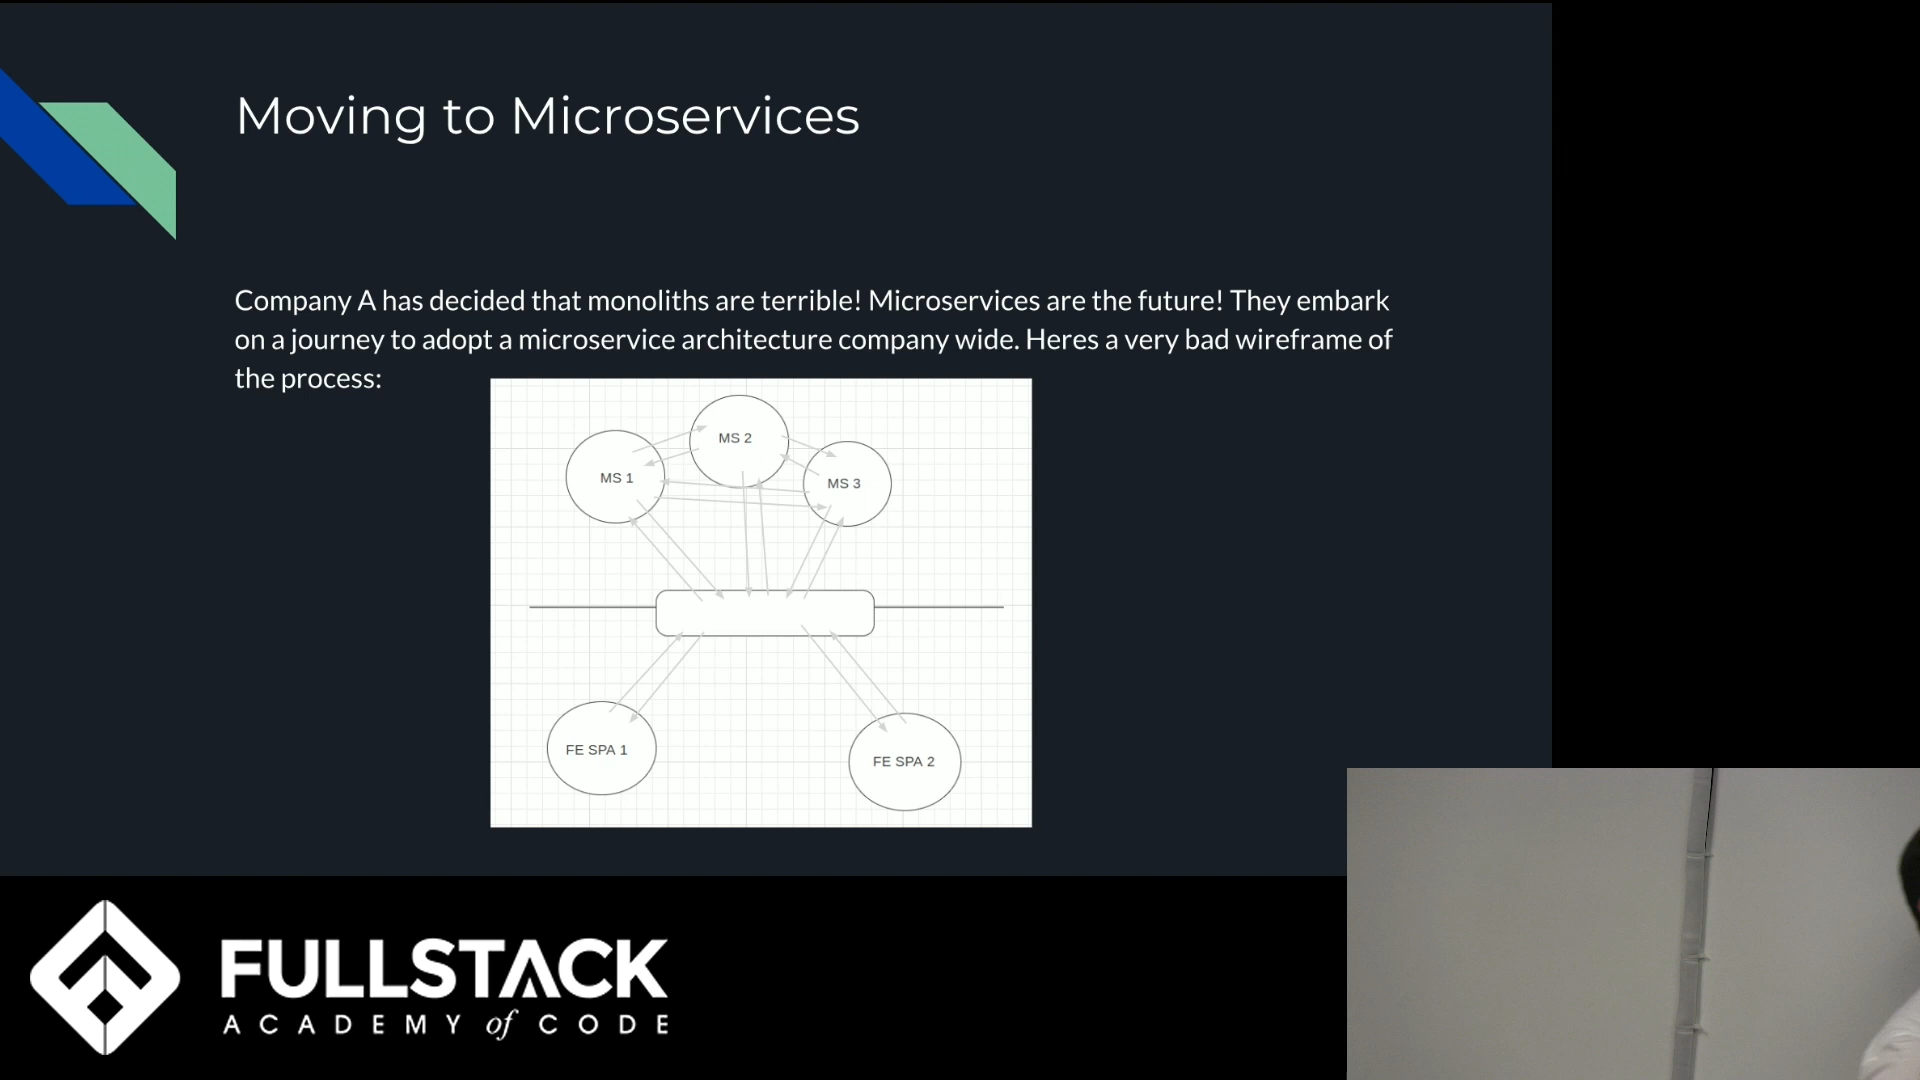 Moving to Microservices
Company A has decided that monoliths are terrible! Microservices are the future! They embark
on a journey to adopt a microservice architecture company wide. Heres a very bad wireframe of
the process:
MS 2
MS 1
MS 3
FE SPA 1
FE SPA 2
FULLSTACK
ACADEMY of CODE